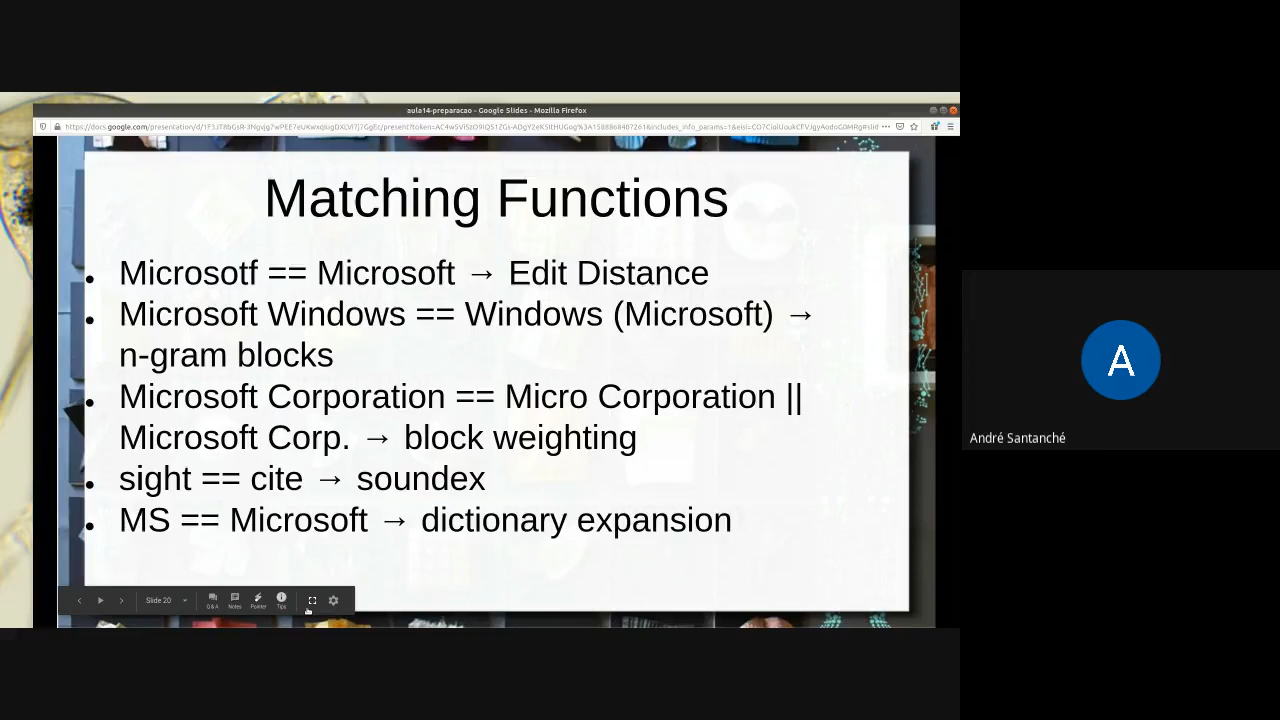 aula14-preparacao - Google Slides - Mozilla Firefox
Matching Functions
• Microsotf == Microsoft → Edit Distance
• Microsoft Windows == Windows (Microsoft) →
n-gram blocks
• Microsoft Corporation == Micro Corporation ||
Microsoft Corp. → block weighting
• sight == cite → soundex
• MS == Microsoft → dictionary expansion
Slide 20
Q&A Notes Pointer Tips
A
André Santanché